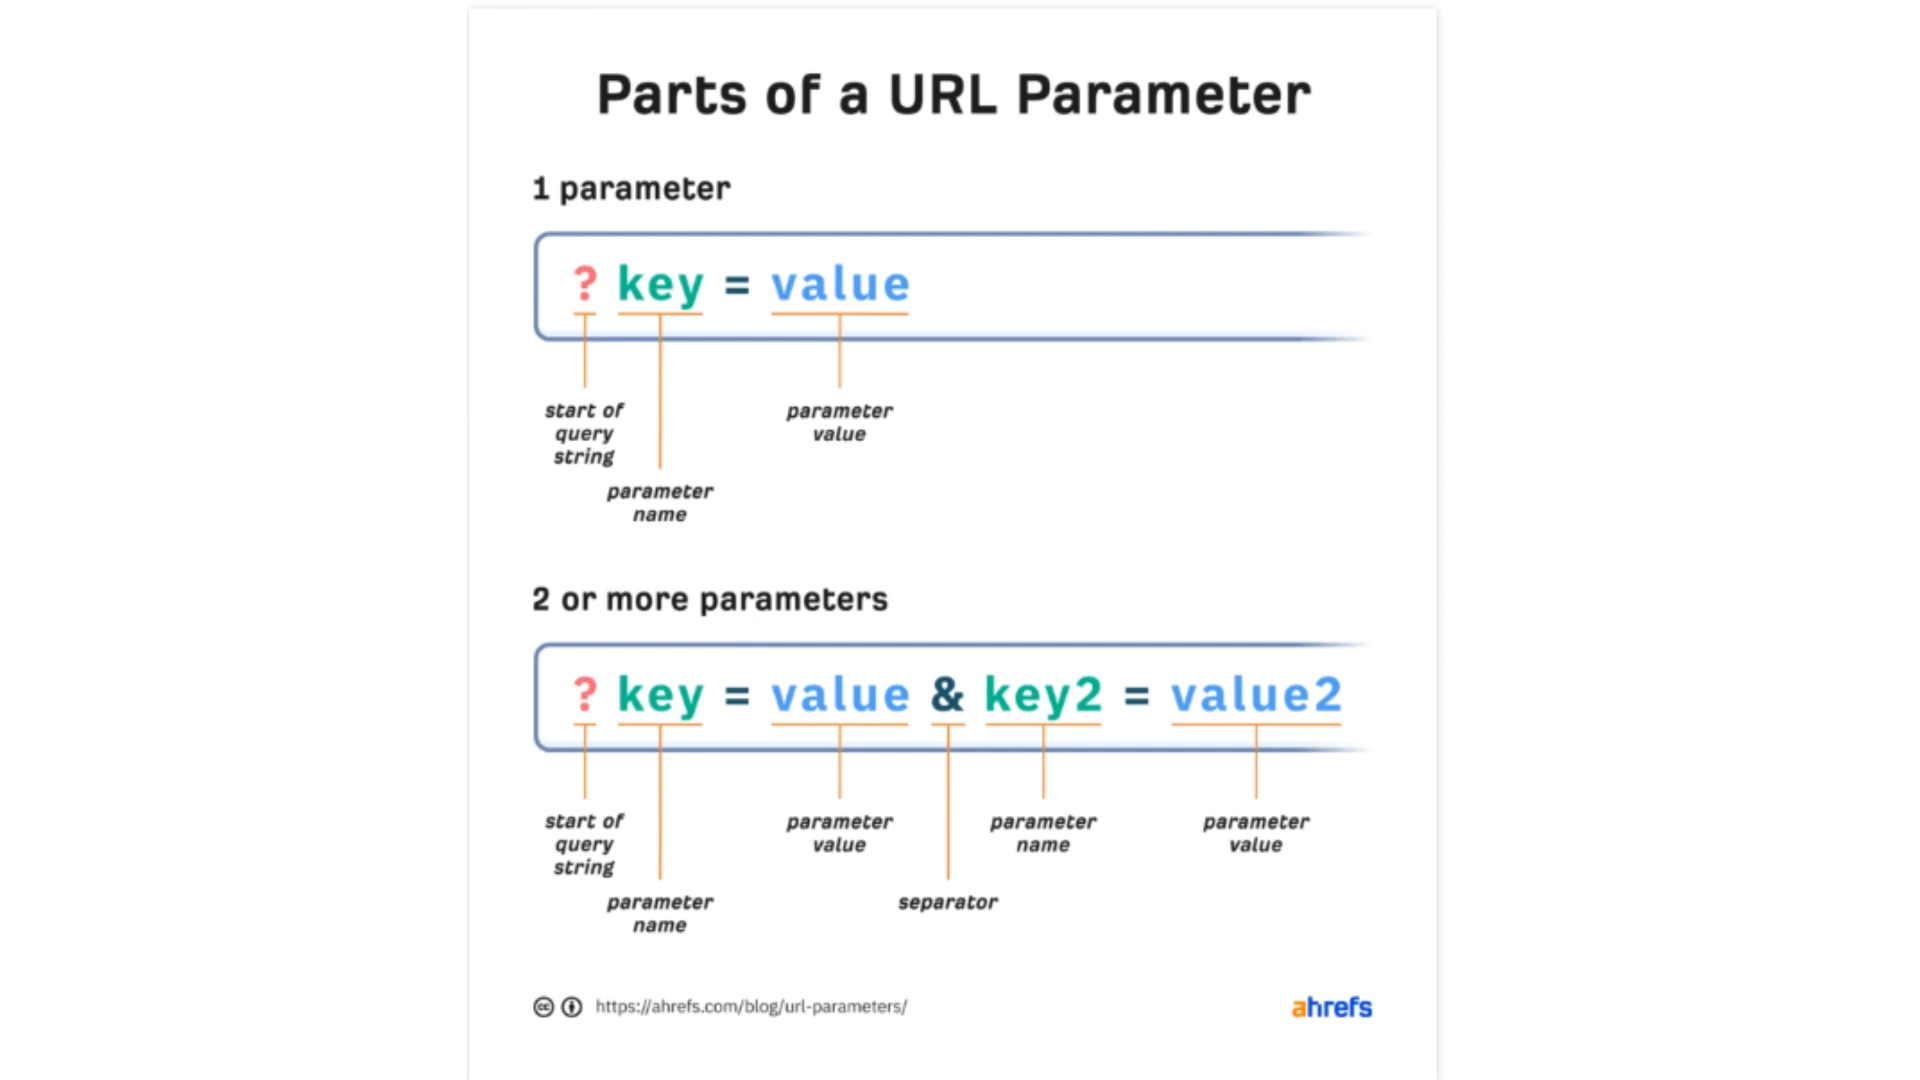 Parts of a URL Parameter
1 parameter
? key = value
start of
query
string
parameter
name
parameter
value
2 or more parameters
? key = value & key2 = value2
start of
query
string
parameter
name
parameter
value
separator
parameter
name
parameter
value
https://ahrefs.com/blog/url-parameters/
ahrefs